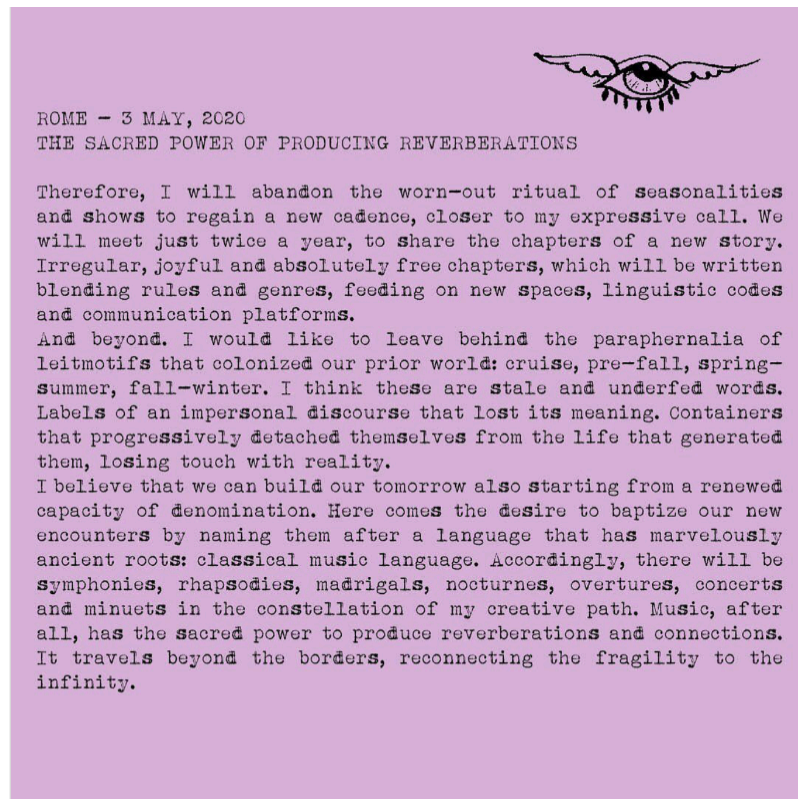 ROME – 3 MAY, 2020
THE SACRED POWER OF PRODUCING REVERBERATIONS
Therefore, I will abandon the worn-out ritual of seasonalities
and shows to regain a new cadence, closer to my expressive call. We
will meet just twice a year, to share the chapters of a new story.
Irregular, joyful and absolutely free chapters, which will be written
blending rules and genres, feeding on new spaces, linguistic codes
and communication platforms.
And beyond. I would like to leave behind the paraphernalia of
leitmotifs that colonized our prior world: cruise, pre-fall, spring-
summer, fall-winter. I think these are stale and underfed words.
Labels of an impersonal discourse that lost its meaning. Containers
that progressively detached themselves from the life that generated
them, losing touch with reality.
I believe that we can build our tomorrow also starting from a renewed
capacity of denomination. Here comes the desire to baptize our new
encounters by naming them after a language that has marvelously
ancient roots: classical music language. Accordingly, there will be
symphonies, rhapsodies, madrigals, nocturnes, overtures, concerts
and minuets in the constellation of my creative path. Music, after
all, has the sacred power to produce reverberations and connections.
It travels beyond the borders, reconnecting the fragility to the
infinity.